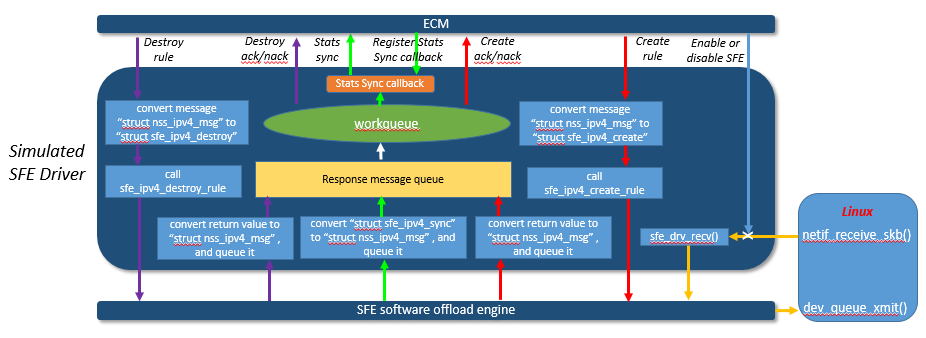 ECM
Destroy
rule
Destroy
ack/nack
Stats
sync
Register Stats
Sync callback
Create
ack/nack
Create
rule
Enable or
disable SFE
Simulated
SFE Driver
Stats Sync callback
convert message
“struct nss_ipv4_msg” to
“struct sfe_ipv4_destroy”
workqueue
convert message
“struct nss_ipv4_msg” to
“struct sfe_ipv4_create”
call
sfe_ipv4_destroy_rule
Response message queue
call
sfe_ipv4_create_rule
convert return value to
“struct nss_ipv4_msg” ,
and queue it
convert “struct sfe_ipv4_sync”
to “struct nss_ipv4_msg” , and
queue it
convert return value to
“struct nss_ipv4_msg” ,
and queue it
sfe_drv_recv()
Linux
netif_receive_skb()
dev_queue_xmit()
SFE software offload engine